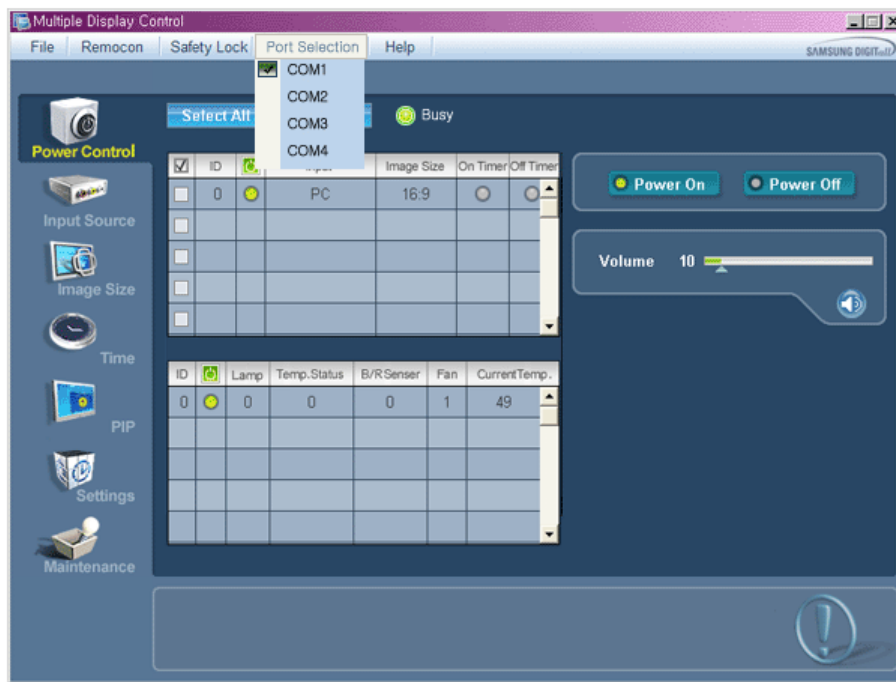 Multiple Display Control
File Remocon Safety Lock Port Selection Help
SAMSUNG DIGITall
COM1
COM2
COM3
COM4
Select All
Busy
Power Control
Input Source
Image Size
Time
PIP
Settings
Maintenance
ID Image Size On Timer Off Timer
0 PC 16:9
Power On Power Off
Volume 10
ID Lamp Temp.Status B/RSenser Fan CurrentTemp.
0 0 0 0 1 49